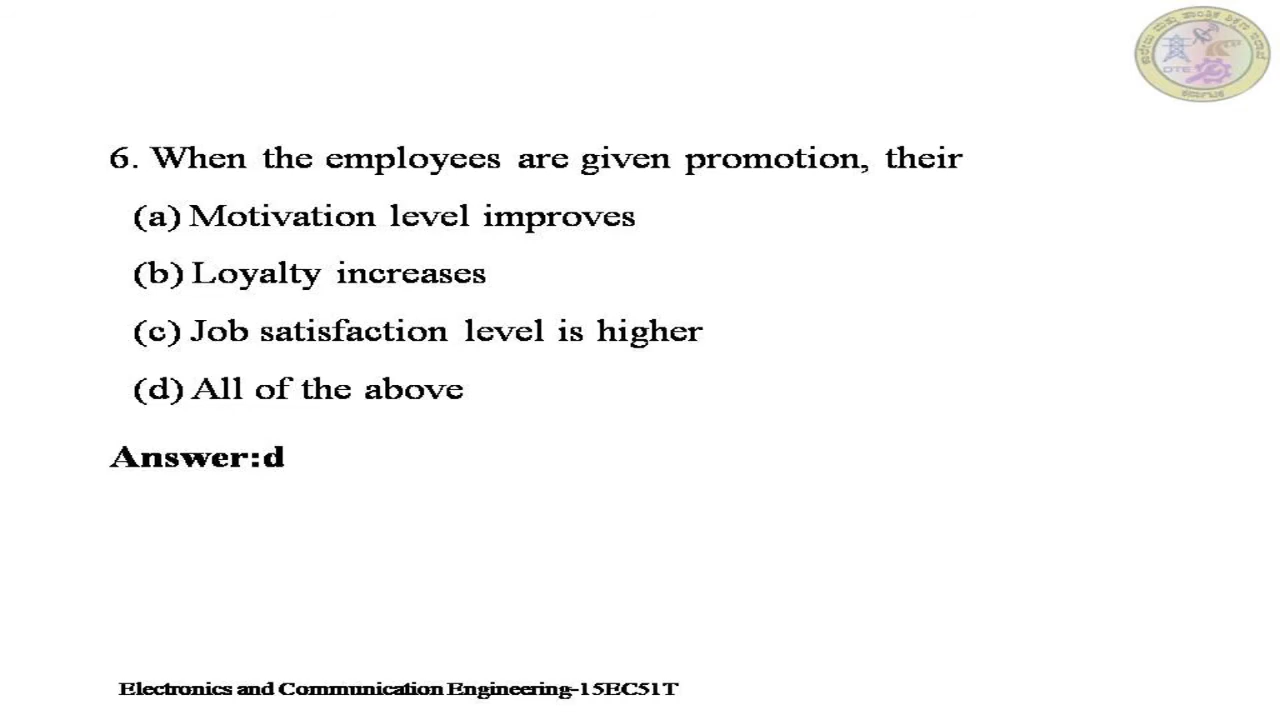 DTE
6. When the employees are given promotion, their
(a) Motivation level improves
(b) Loyalty increases
(c) Job satisfaction level is higher
(d) All of the above
Answer:d
Electronics and Communication Engineering-15EC51T